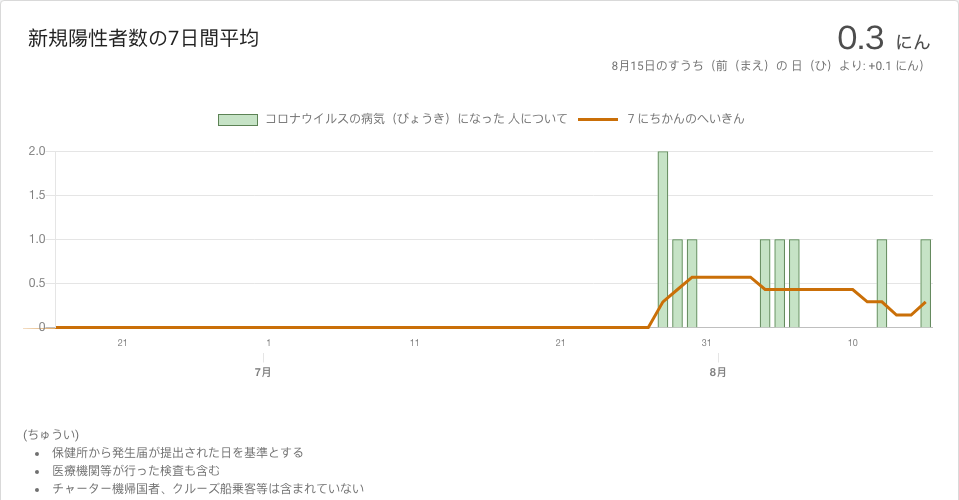 新規陽性者数の7日間平均
0.3 にん
8月15日のすうち（前（まえ）の 日（ひ）より: +0.1 にん）
コロナウイルスの病気（びょうき）になった 人について
7 にちかんのへいきん
2.0
1.5
1.0
0.5
0
21 1 11 21 31 10
7月 8月
(ちゅうい)
• 保健所から発生届が提出された日を基準とする
• 医療機関等が行った検査も含む
• チャーター機帰国者、クルーズ船乗客等は含まれていない